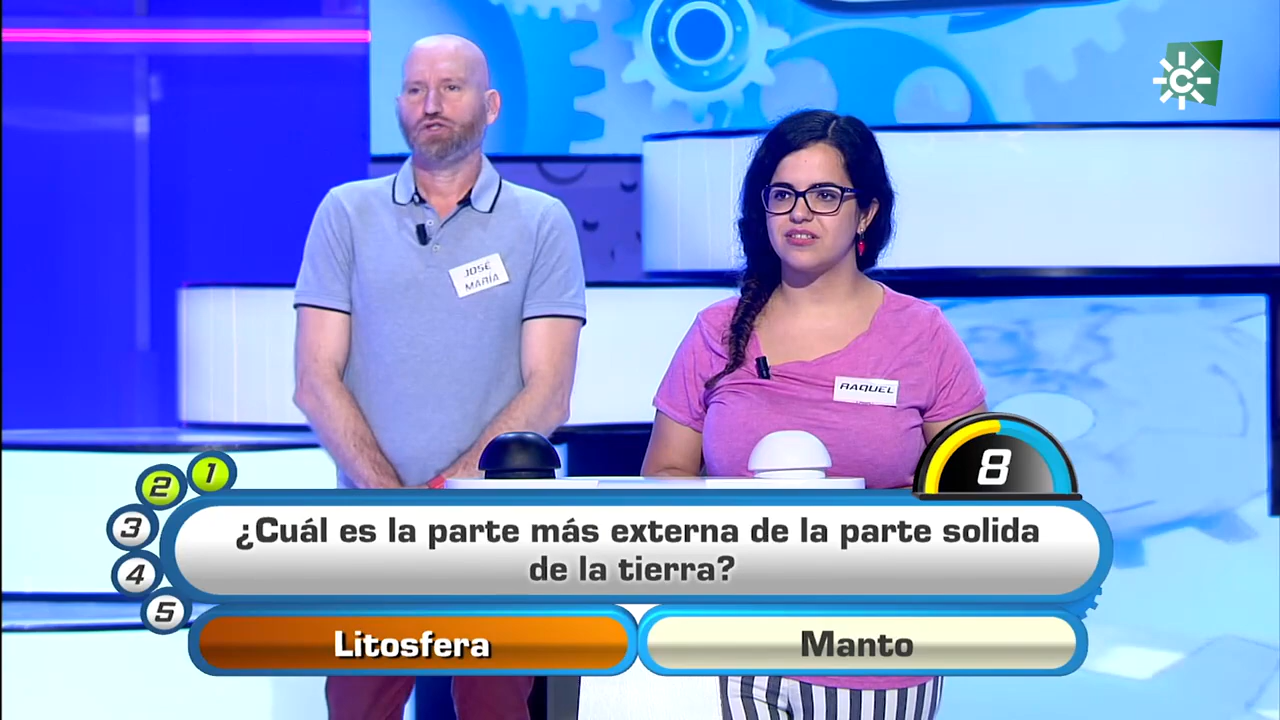 JOSÉ
MARÍA
RAQUEL
8
1
2
3
4
5
¿Cuál es la parte más externa de la parte solida
de la tierra?
Litosfera
Manto